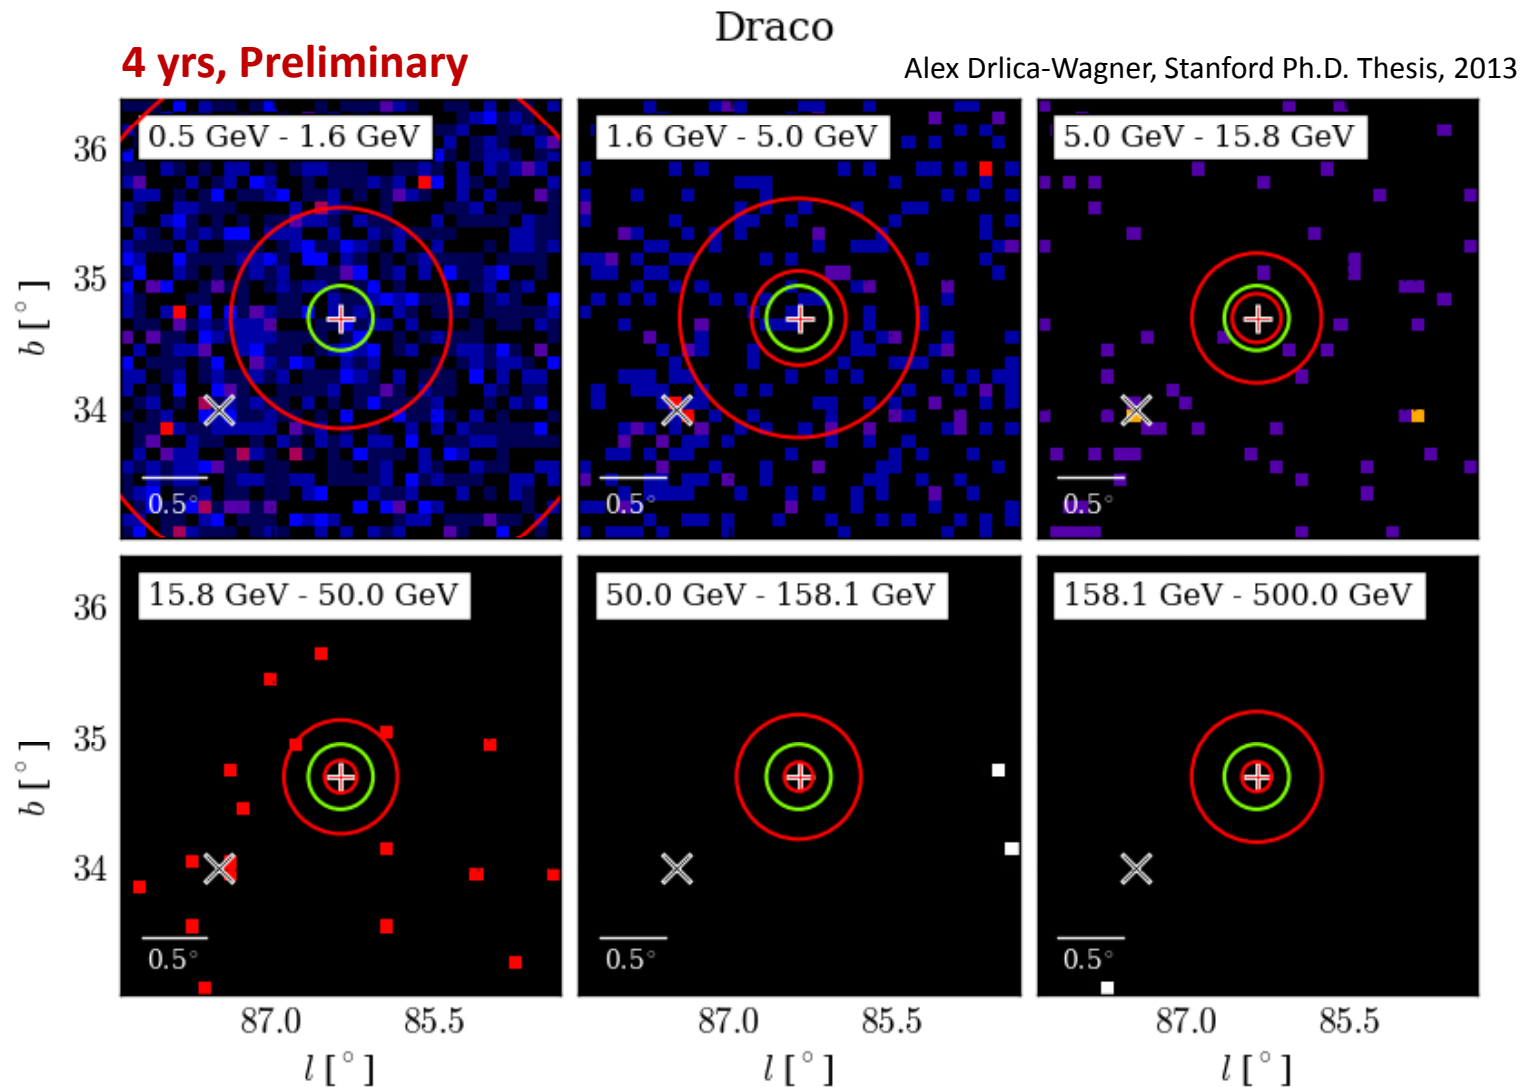 Draco
4 yrs, Preliminary
Alex Drlica-Wagner, Stanford Ph.D. Thesis, 2013
0.5 GeV - 1.6 GeV
1.6 GeV - 5.0 GeV
5.0 GeV - 15.8 GeV
36
35
34
b [°]
0.5°
0.5°
0.5°
15.8 GeV - 50.0 GeV
50.0 GeV - 158.1 GeV
158.1 GeV - 500.0 GeV
36
35
34
b [°]
0.5°
0.5°
0.5°
87.0 85.5
87.0 85.5
87.0 85.5
l [°]
l [°]
l [°]